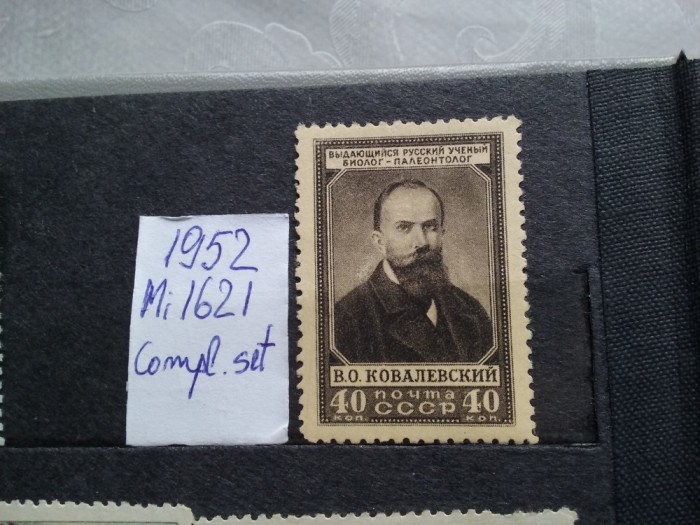 1952
Mi 1621
Compl. set
ВЫДАЮЩИЙСЯ РУССКИЙ УЧЕНЫЙ
БИОЛОГ - ПАЛЕОНТОЛОГ
В.О. КОВАЛЕВСКИЙ
40 почта 40
коп. СССР коп.